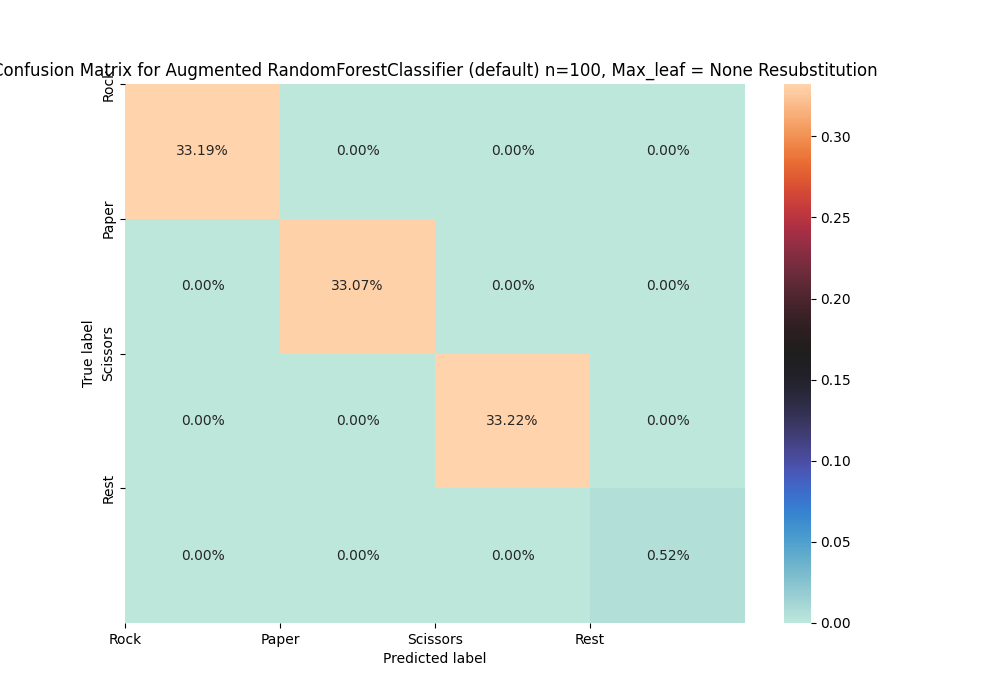 Confusion Matrix for Augmented RandomForestClassifier (default) n=100, Max_leaf = None Resubstitution
Rock
33.19% 0.00% 0.00% 0.00%
Paper
0.00% 33.07% 0.00% 0.00%
Scissors
0.00% 0.00% 33.22% 0.00%
Rest
0.00% 0.00% 0.00% 0.52%
True label
Rock Paper Scissors Rest
Predicted label
0.30
0.25
0.20
0.15
0.10
0.05
0.00